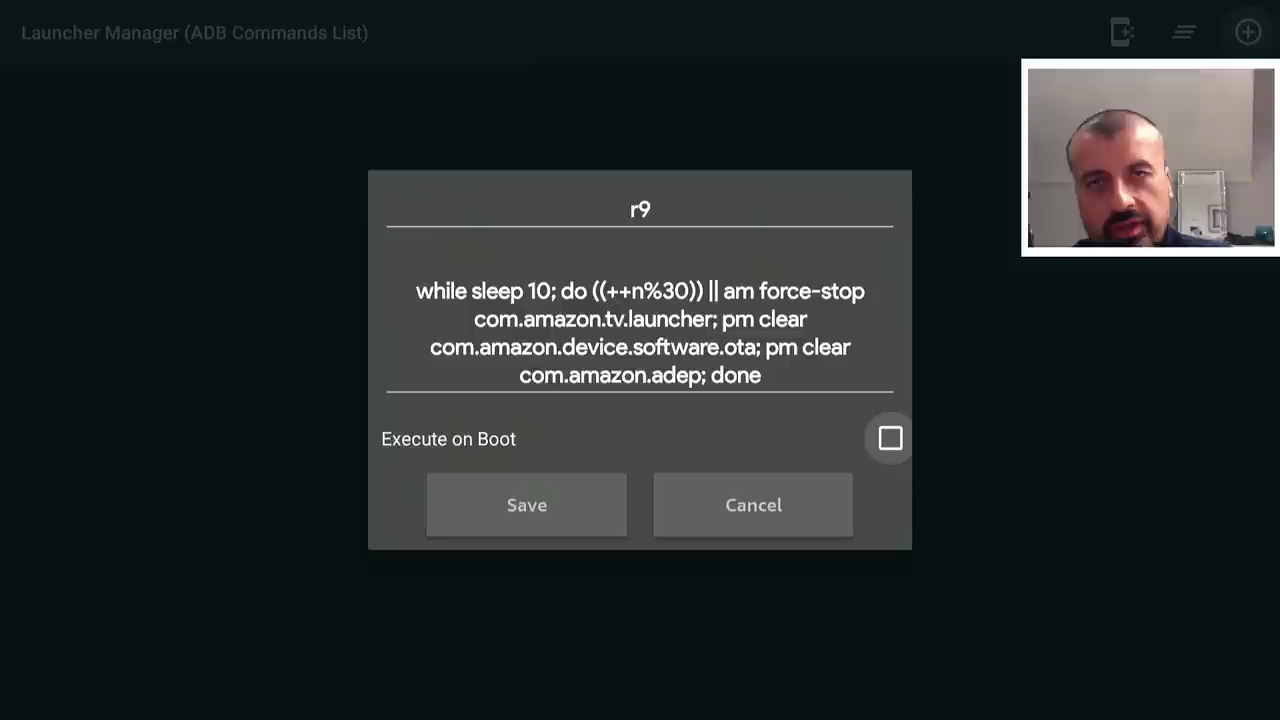 Launcher Manager (ADB Commands List)
r9
while sleep 10; do ((++n%30)) || am force-stop
com.amazon.tv.launcher; pm clear
com.amazon.device.software.ota; pm clear
com.amazon.adep; done
Execute on Boot
Save
Cancel